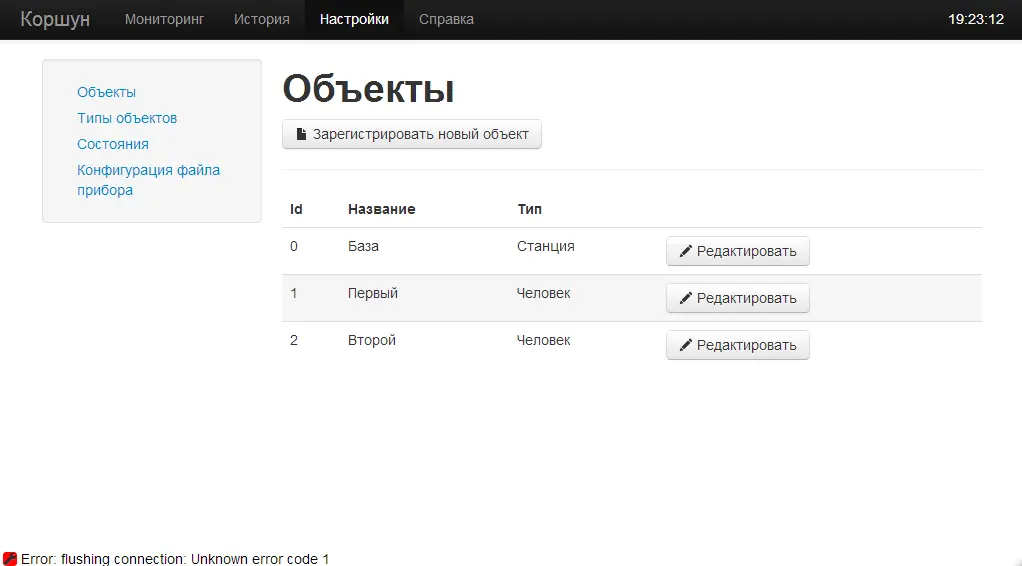 Коршун Мониторинг История Настройки Справка 19:23:12
Объекты
Типы объектов
Состояния
Конфигурация файла
прибора
Объекты
Зарегистрировать новый объект
Id Название Тип
0 База Станция Редактировать
1 Первый Человек Редактировать
2 Второй Человек Редактировать
Error: flushing connection: Unknown error code 1